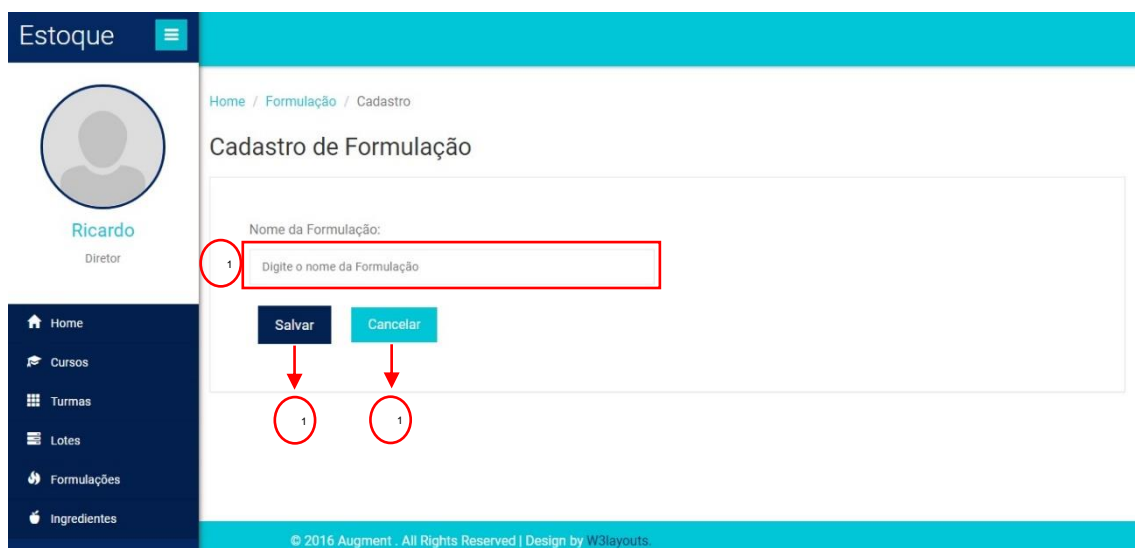 Estoque
Home / Formulação / Cadastro
Cadastro de Formulação
Ricardo
Diretor
Nome da Formulação:
1
Digite o nome da Formulação
Salvar
Cancelar
1
1
Home
Cursos
Turmas
Lotes
Formulações
Ingredientes
© 2016 Augment . All Rights Reserved | Design by W3layouts.